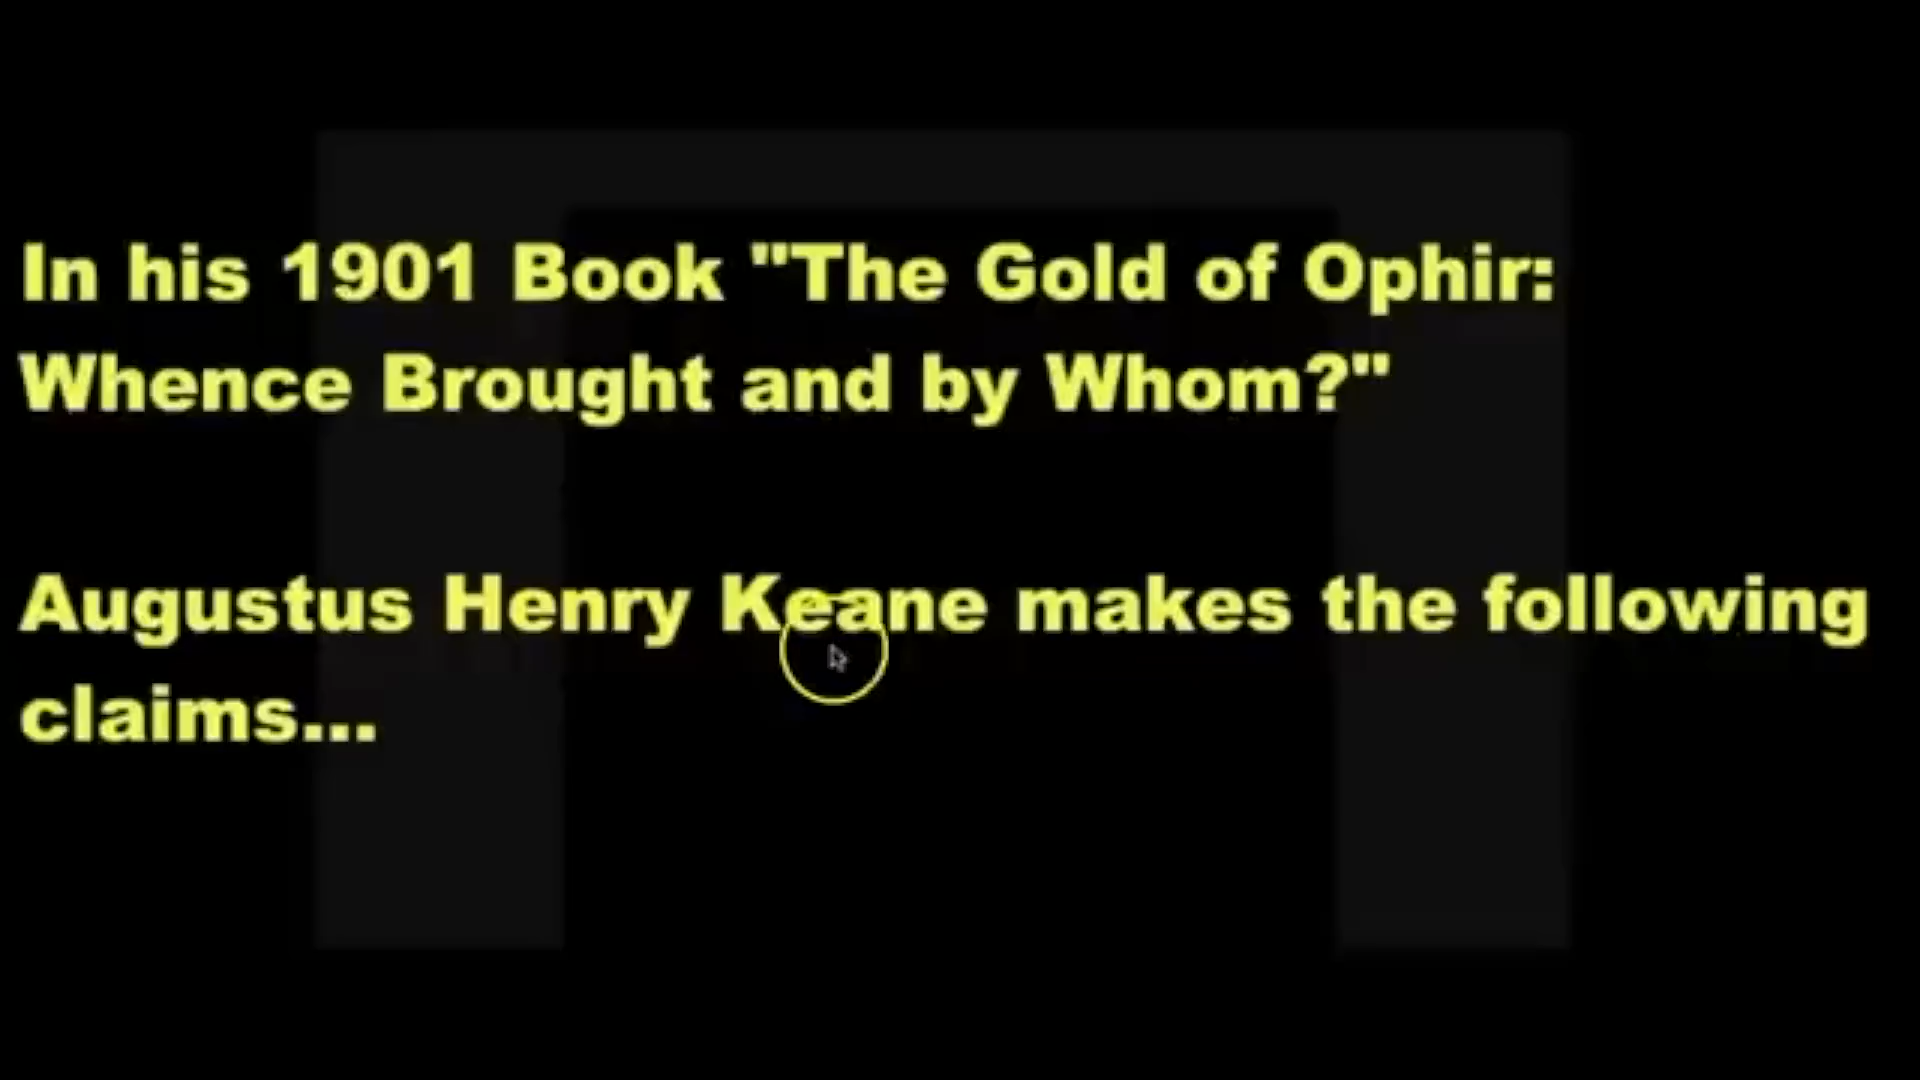 In his 1901 Book "The Gold of Ophir:
Whence Brought and by Whom?"
Augustus Henry Keane makes the following
claims...